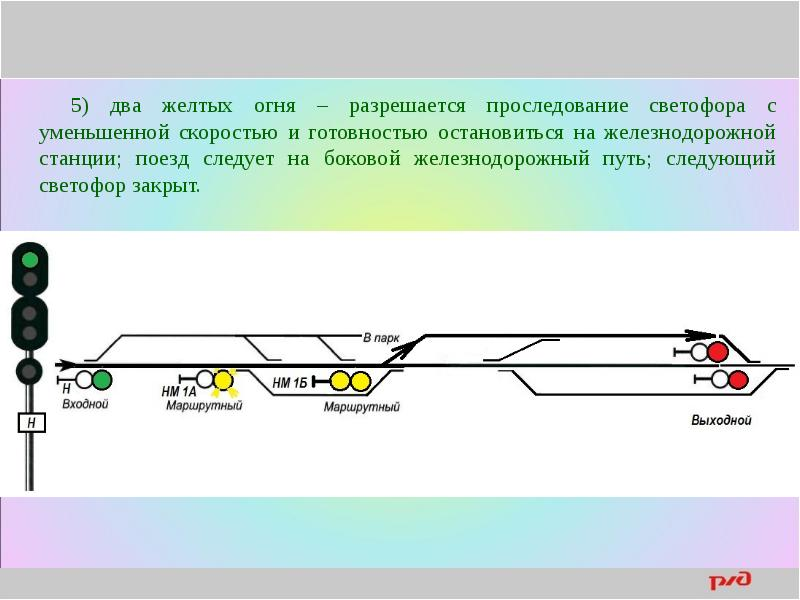 5) два желтых огня – разрешается проследование светофора с
уменьшенной скоростью и готовностью остановиться на железнодорожной
станции; поезд следует на боковой железнодорожный путь; следующий
светофор закрыт.
В парк
Н
Входной
НМ 1А
Маршрутный
НМ 1Б
Маршрутный
Выходной
Н
ржд